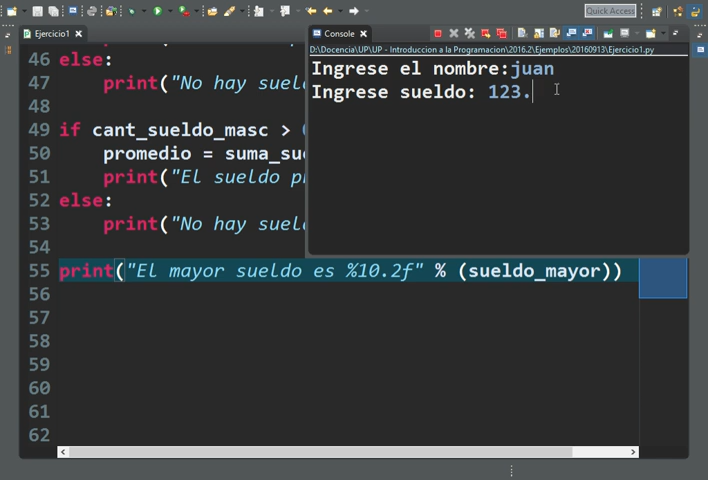 Quick Access
Ejercicio1
46 else:
47 print("No hay suel
48
49 if cant_sueldo_masc >
50 promedio = suma_su
51 print("El sueldo p
52 else:
53 print("No hay suel
54
55 print("El mayor sueldo es %10.2f" % (sueldo_mayor))
56
57
58
59
60
61
62
Console
D:\Docencia\UP\UP - Introduccion a la Programacion\2016.2\Ejemplos\20160913\Ejercicio1.py
Ingrese el nombre:juan
Ingrese sueldo: 123.